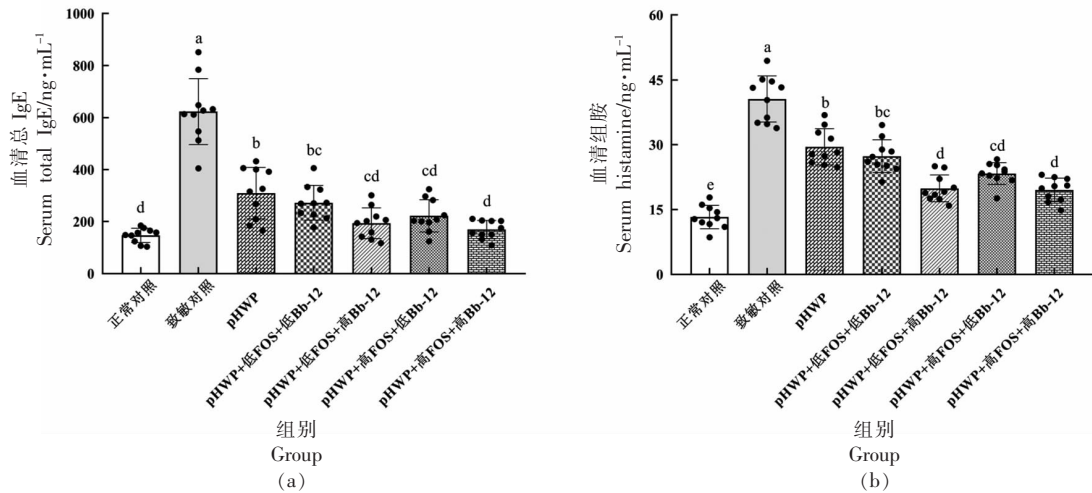 1000
800
600
400
200
0
血清总 IgE
Serum total IgE/ng·mL⁻¹
d
a
b
bc
cd
cd
d
正常对照
致敏对照
pHWP
pHWP+低FOS+低Bb-12
pHWP+低FOS+高Bb-12
pHWP+高FOS+低Bb-12
pHWP+高FOS+高Bb-12
组别
Group
(a)
60
45
30
15
0
血清组胺
Serum histamine/ng·mL⁻¹
e
a
b
bc
d
cd
d
正常对照
致敏对照
pHWP
pHWP+低FOS+低Bb-12
pHWP+低FOS+高Bb-12
pHWP+高FOS+低Bb-12
pHWP+高FOS+高Bb-12
组别
Group
(b)